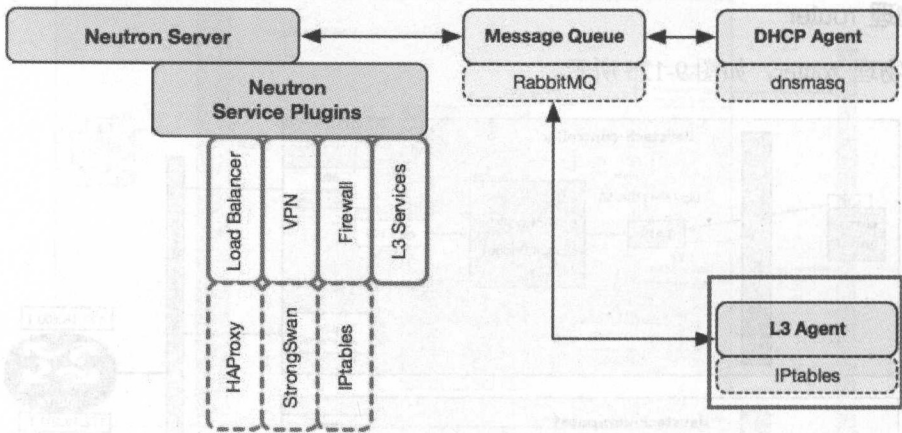 Neutron Server
Message Queue
DHCP Agent
RabbitMQ
dnsmasq
Neutron
Service Plugins
Load Balancer
VPN
Firewall
L3 Services
HAProxy
StrongSwan
IPtables
L3 Agent
IPtables